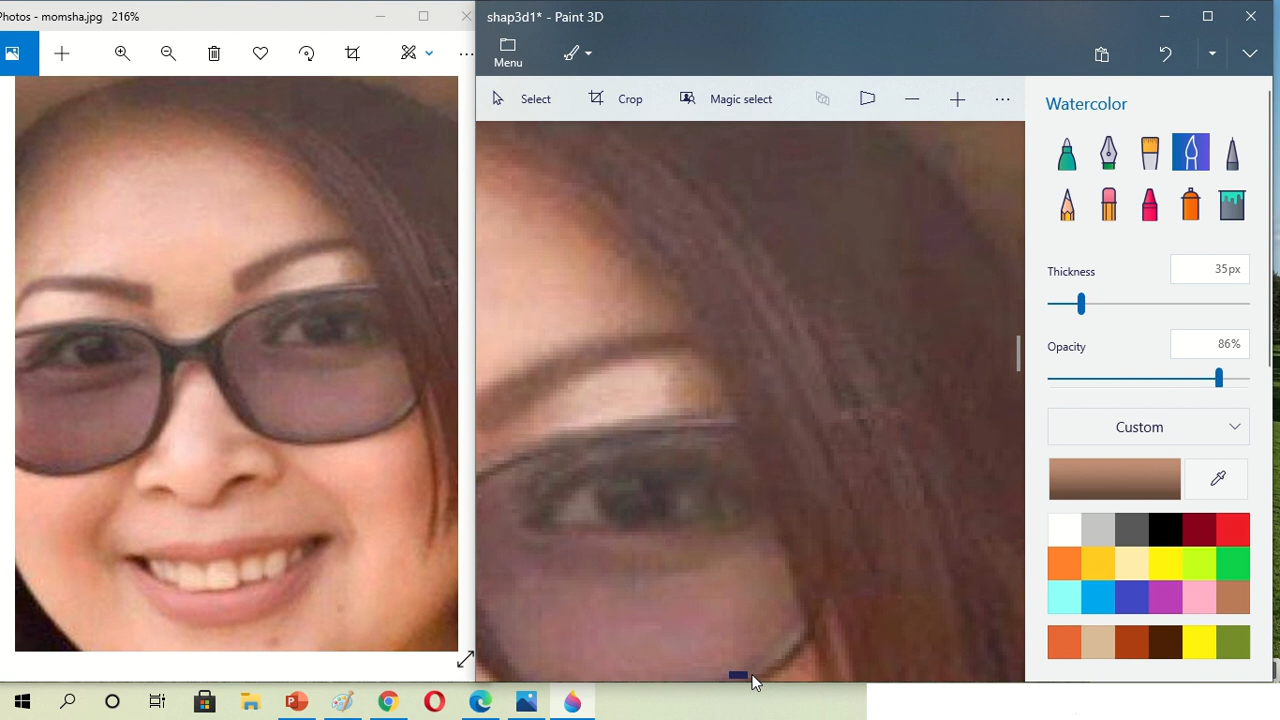 Photos - momsha.jpg 216%
shap3d1* - Paint 3D
Menu
Select
Crop
Magic select
Watercolor
Thickness
35px
Opacity
86%
Custom